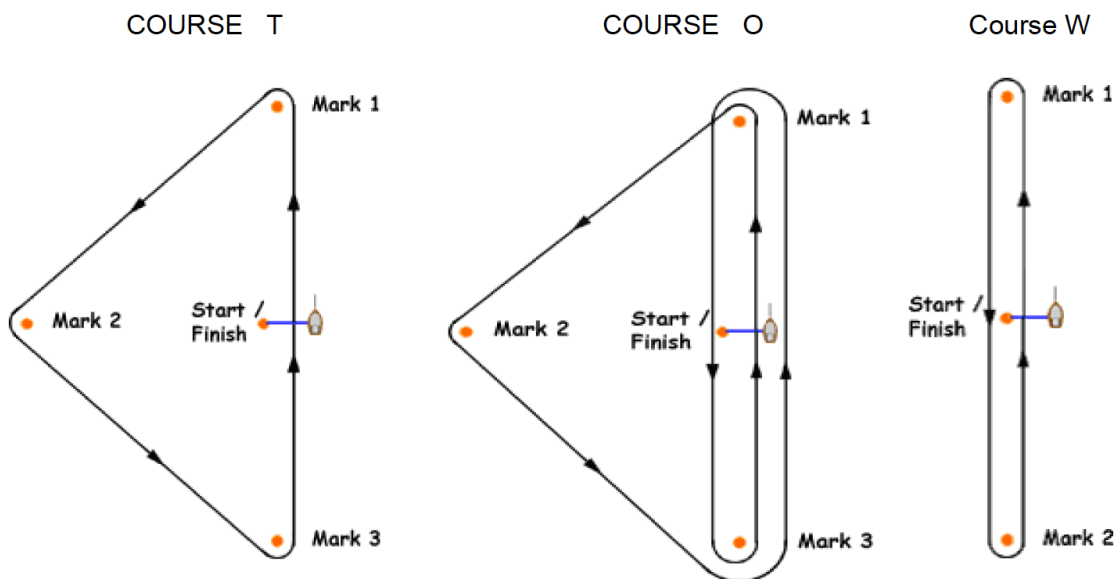 COURSE T
Mark 1
Mark 2
Start /
Finish
Mark 3
COURSE O
Mark 1
Mark 2
Start /
Finish
Mark 3
Course W
Mark 1
Start /
Finish
Mark 2